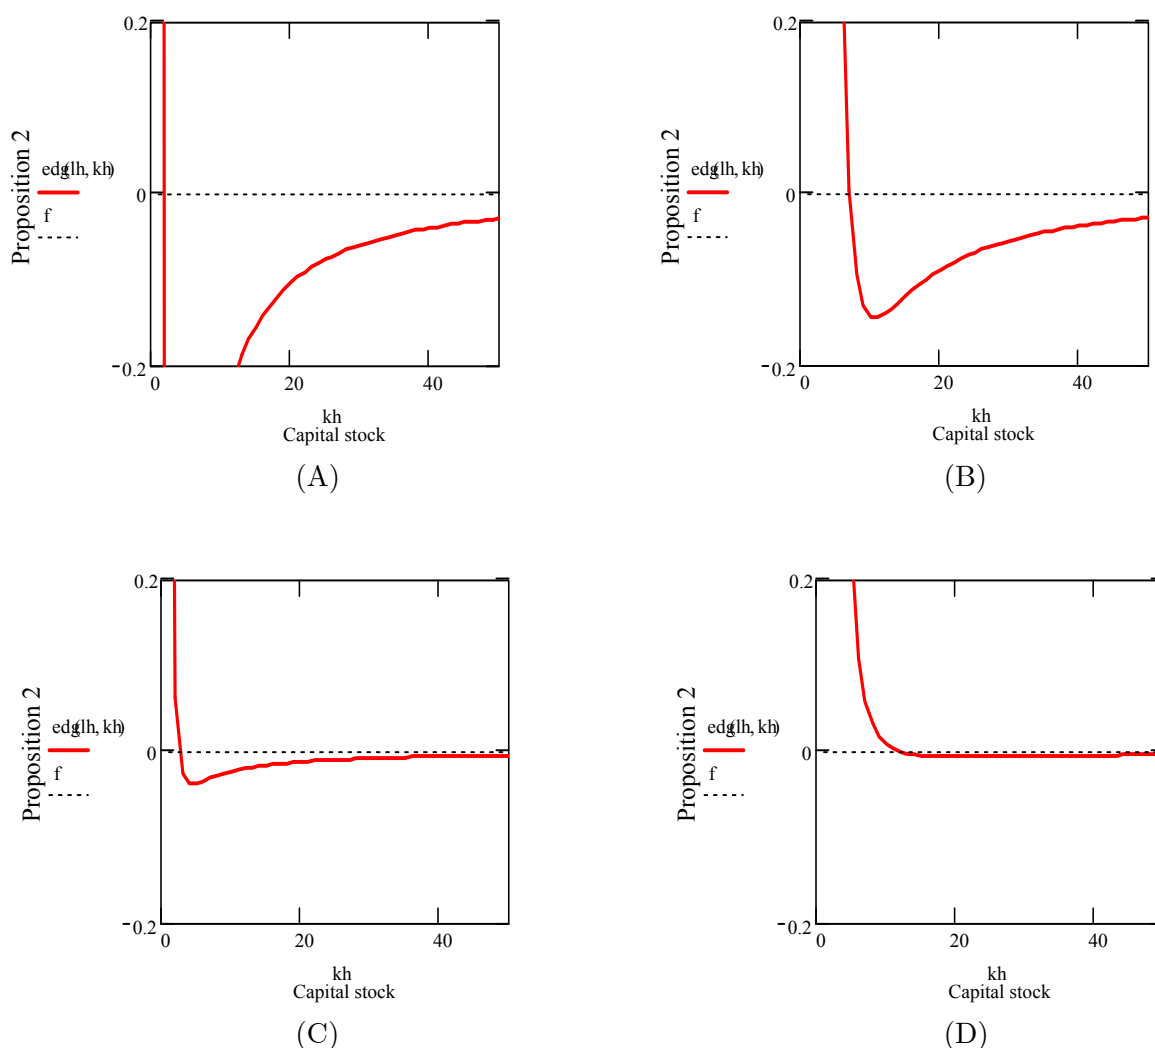 0.2
Proposition 2
edg(lh, kh)
f
0
−0.2
0
20
40
kh
Capital stock
(A)
0.2
Proposition 2
edg(lh, kh)
f
0
−0.2
0
20
40
kh
Capital stock
(B)
0.2
Proposition 2
edg(lh, kh)
f
0
−0.2
0
20
40
kh
Capital stock
(C)
0.2
Proposition 2
edg(lh, kh)
f
0
−0.2
0
20
40
kh
Capital stock
(D)